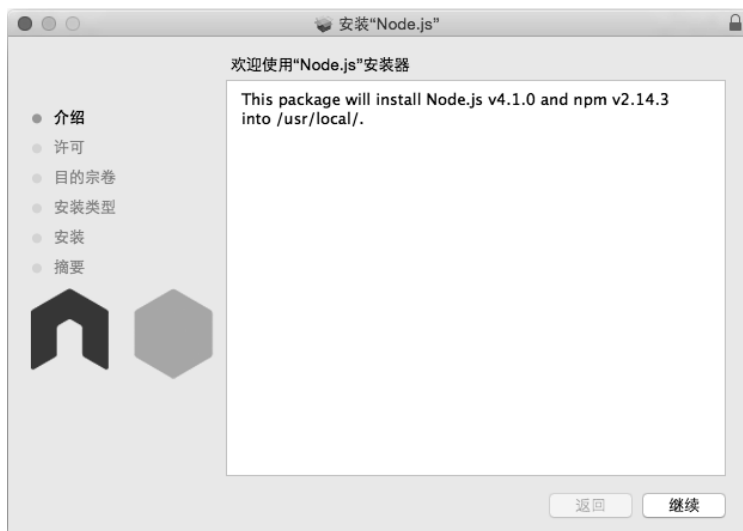 安装“Node.js”
欢迎使用“Node.js”安装器
This package will install Node.js v4.1.0 and npm v2.14.3
into /usr/local/.
介绍
许可
目的宗卷
安装类型
安装
摘要
返回
继续